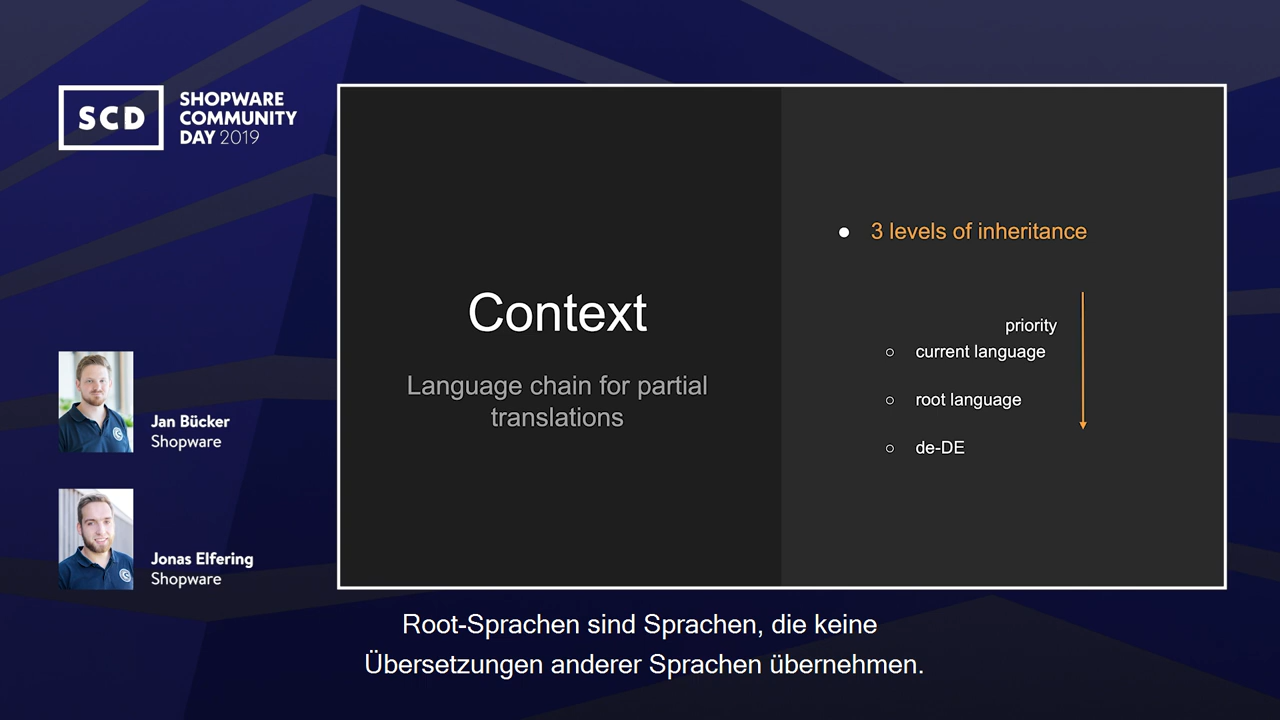 SCD
SHOPWARE
COMMUNITY
DAY 2019
Context
Language chain for partial
translations
3 levels of inheritance
priority
current language
root language
de-DE
Jan Bücker
Shopware
Jonas Elfering
Shopware
Root-Sprachen sind Sprachen, die keine
Übersetzungen anderer Sprachen übernehmen.